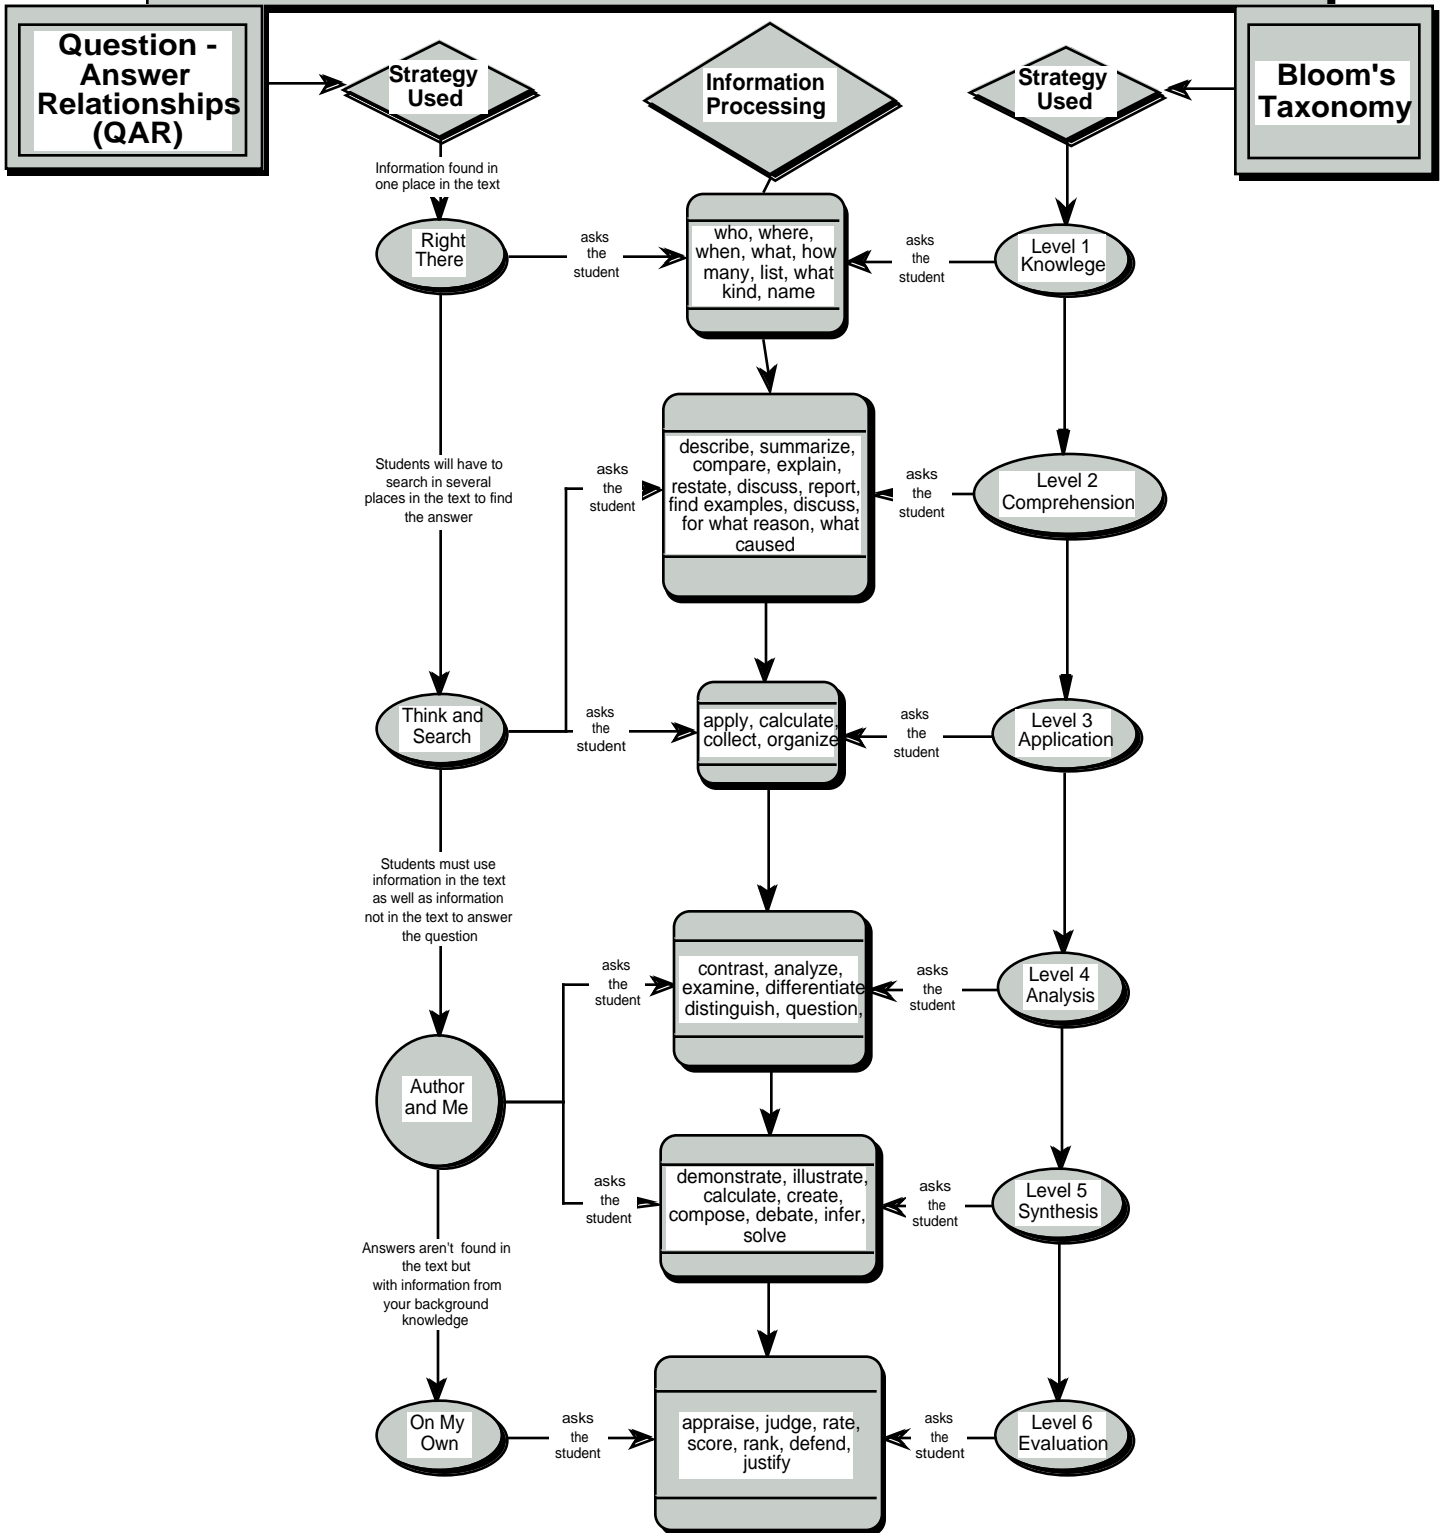 Question -
Answer
Relationships
(QAR)
Strategy
Used
Information
Processing
Strategy
Used
Bloom's
Taxonomy
Information found in
one place in the text
Right
There
asks
the
student
who, where,
when, what, how
many, list, what
kind, name
asks
the
student
Level 1
Knowlege
Students will have to
search in several
places in the text to find
the answer
asks
the
student
describe, summarize,
compare, explain,
restate, discuss, report,
find examples, discuss,
for what reason, what
caused
asks
the
student
Level 2
Comprehension
Think and
Search
asks
the
student
apply, calculate,
collect, organize
asks
the
student
Level 3
Application
Students must use
information in the text
as well as information
not in the text to answer
the question
asks
the
student
contrast, analyze,
examine, differentiate
distinguish, question,
asks
the
student
Level 4
Analysis
Author
and Me
asks
the
student
demonstrate, illustrate,
calculate, create,
compose, debate, infer,
solve
asks
the
student
Level 5
Synthesis
Answers aren't found in
the text but
with information from
your background
knowledge
On My
Own
asks
the
student
appraise, judge, rate,
score, rank, defend,
justify
asks
the
student
Level 6
Evaluation